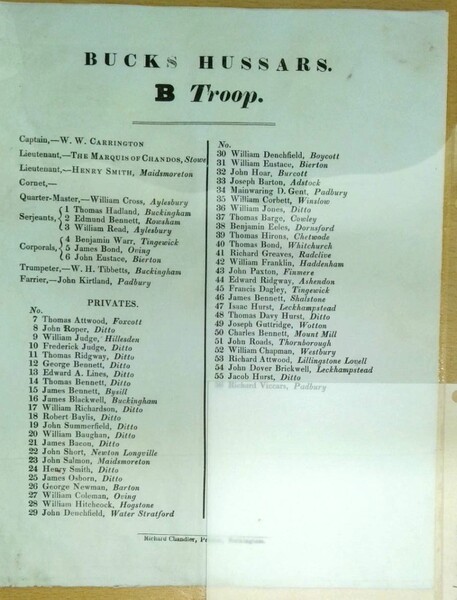 BUCKS HUSSARS.
B Troop.
Captain,—W. W. CARRINGTON
Lieutenant,—THE MARQUIS OF CHANDOS, Stowe
Lieutenant,—HENRY SMITH, Maidsmoreton
Cornet,—
Quarter-Master,—William Cross, Aylesbury
Serjeants, { 1 Thomas Hadland, Buckingham
2 Edmund Bennett, Rowsham
3 William Read, Aylesbury
Corporals, { 4 Benjamin Warr, Tingewick
5 James Bond, Oving
6 John Eustace, Bierton
Trumpeter,—W. H. Tibbetts, Buckingham
Farrier,—John Kirtland, Padbury
PRIVATES.
No.
7 Thomas Attwood, Foxcott
8 John Roper, Ditto
9 William Judge, Hillesden
10 Frederick Judge, Ditto
11 Thomas Ridgway, Ditto
12 George Bennett, Ditto
13 Edward A. Lines, Ditto
14 Thomas Bennett, Ditto
15 James Bennett, Bysill
16 James Blackwell, Buckingham
17 William Richardson, Ditto
18 Robert Baylis, Ditto
19 John Summerfield, Ditto
20 William Baughan, Ditto
21 James Bacon, Ditto
22 John Short, Newton Longville
23 John Salmon, Maidsmoreton
24 Henry Smith, Ditto
25 James Osborn, Ditto
26 George Newman, Barton
27 William Coleman, Oving
28 William Hitchcock, Hogstone
29 John Denchfield, Water Stratford
No.
30 William Denchfield, Boycott
31 William Eustace, Bierton
32 John Hoar, Burcott
33 Joseph Barton, Adstock
34 Mainwaring D. Gent, Padbury
35 William Corbett, Winslow
36 William Jones, Ditto
37 Thomas Barge, Cowley
38 Benjamin Eeles, Dornsford
39 Thomas Hirons, Chetwode
40 Thomas Bond, Whitchurch
41 Richard Greaves, Radclive
42 William Franklin, Haddenham
43 John Paxton, Finmere
44 Edward Ridgway, Ashendon
45 Francis Dagley, Tingewick
46 James Bennett, Shalstone
47 Isaac Hurst, Leckhampstead
48 Thomas Davy Hurst, Ditto
49 Joseph Guttridge, Wotton
50 Charles Bennett, Mount Mill
51 John Roads, Thornborough
52 William Chapman, Westbury
53 Richard Attwood, Lillingstone Lovell
54 John Dover Brickwell, Leckhampstead
55 Jacob Hurst, Ditto
56 Richard Viccars, Padbury
Richard Chandler, Buckingham